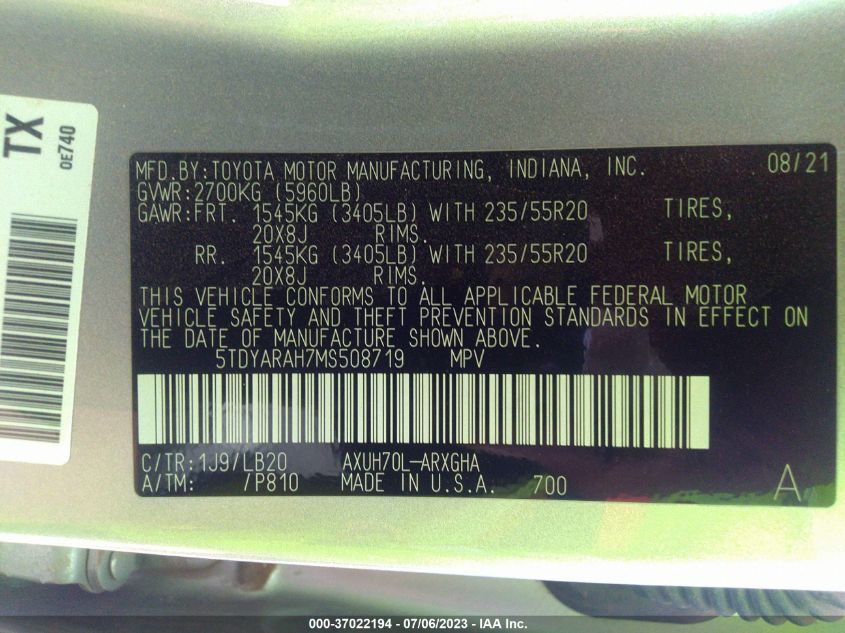 TX
0E740
MFD.BY:TOYOTA MOTOR MANUFACTURING, INDIANA, INC. 08/21
GVWR:2700KG (5960LB)
GAWR:FRT. 1545KG (3405LB) WITH 235/55R20 TIRES,
20X8J RIMS.
RR. 1545KG (3405LB) WITH 235/55R20 TIRES,
20X8J RIMS.
THIS VEHICLE CONFORMS TO ALL APPLICABLE FEDERAL MOTOR
VEHICLE SAFETY AND THEFT PREVENTION STANDARDS IN EFFECT ON
THE DATE OF MANUFACTURE SHOWN ABOVE.
5TDYARAH7MS508719 MPV
C/TR:1J9/LB20 AXUH70L-ARXGHA
A/TM: /P810 MADE IN U.S.A. 700 A
000-37022194 - 07/06/2023 - IAA Inc.